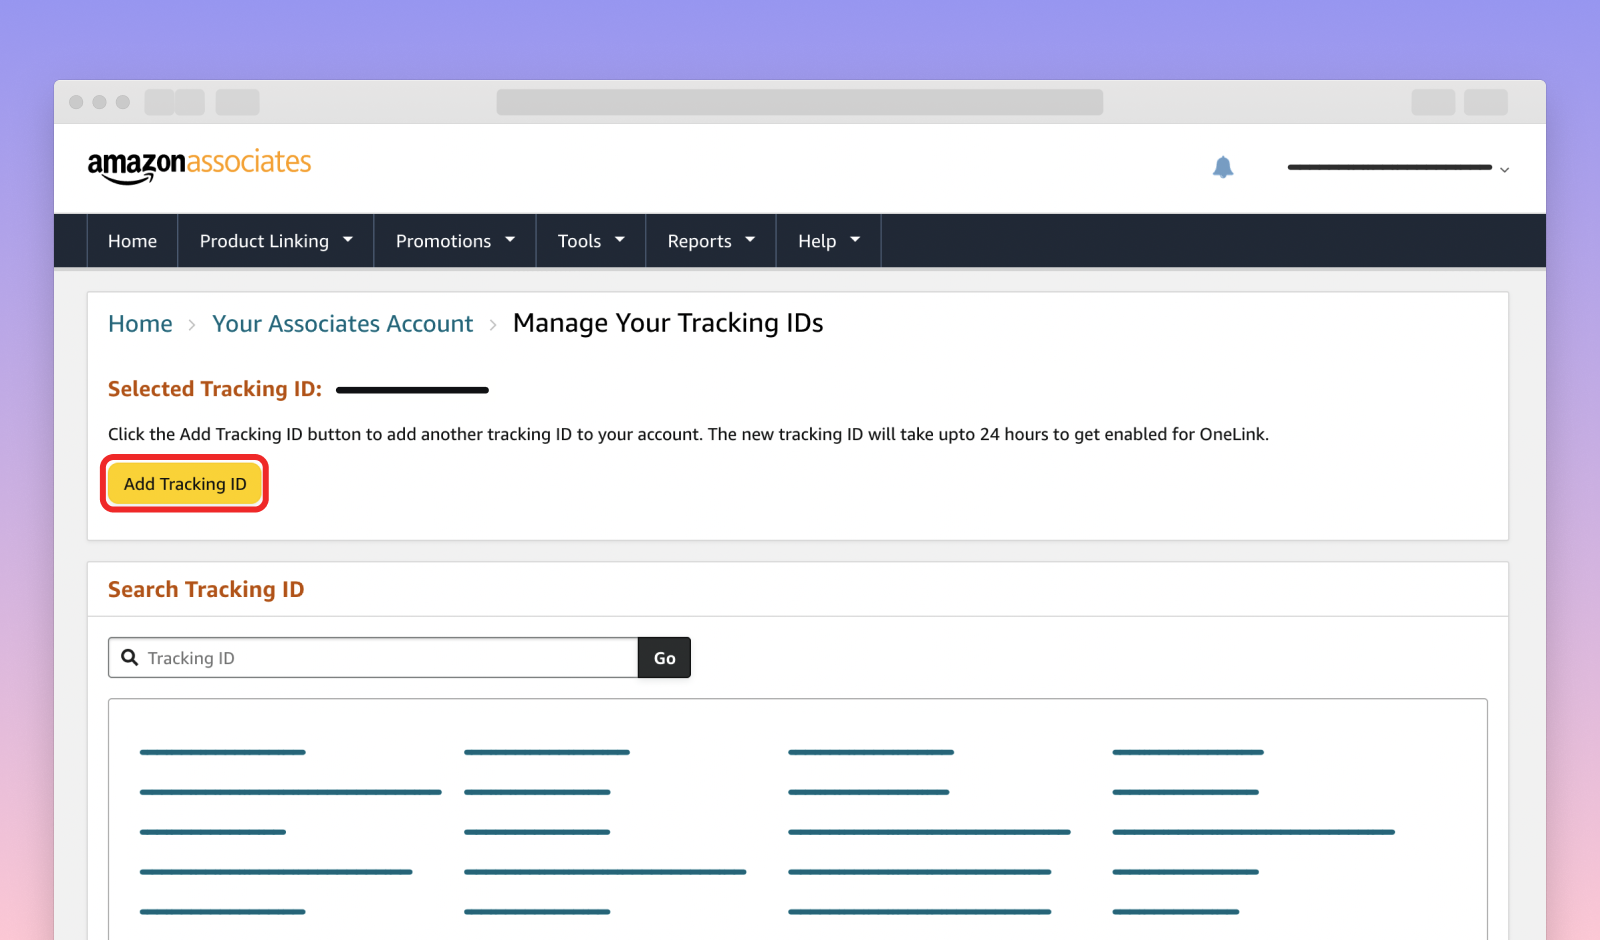 amazonassociates
Home Product Linking Promotions Tools Reports Help
Home › Your Associates Account › Manage Your Tracking IDs
Selected Tracking ID:
Click the Add Tracking ID button to add another tracking ID to your account. The new tracking ID will take upto 24 hours to get enabled for OneLink.
Add Tracking ID
Search Tracking ID
Tracking ID Go